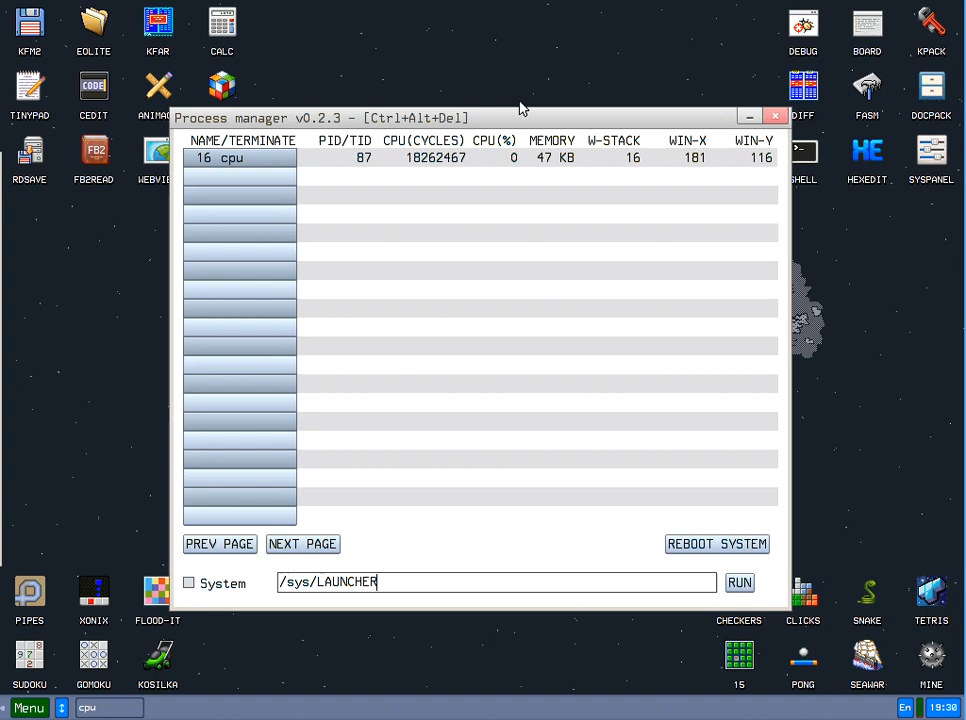 KFM2 EOLITE KFAR CALC DEBUG BOARD KPACK
TINYPAD CEDIT DIFF FASM DOCPACK
RDSAVE FB2READ HEXEDIT SYSPANEL
Process manager v0.2.3 - [Ctrl+Alt+Del]
NAME/TERMINATE PID/TID CPU(CYCLES) CPU(%) MEMORY W-STACK WIN-X WIN-Y
16 cpu 87 18262467 0 47 KB 16 181 116
PREV PAGE NEXT PAGE REBOOT SYSTEM
System /sys/LAUNCHER RUN
PIPES XONIX FLOOD-IT CHECKERS CLICKS SNAKE TETRIS
SUDOKU GOMOKU KOSILKA 15 PONG SEAWAR MINE
Menu cpu En 19:30